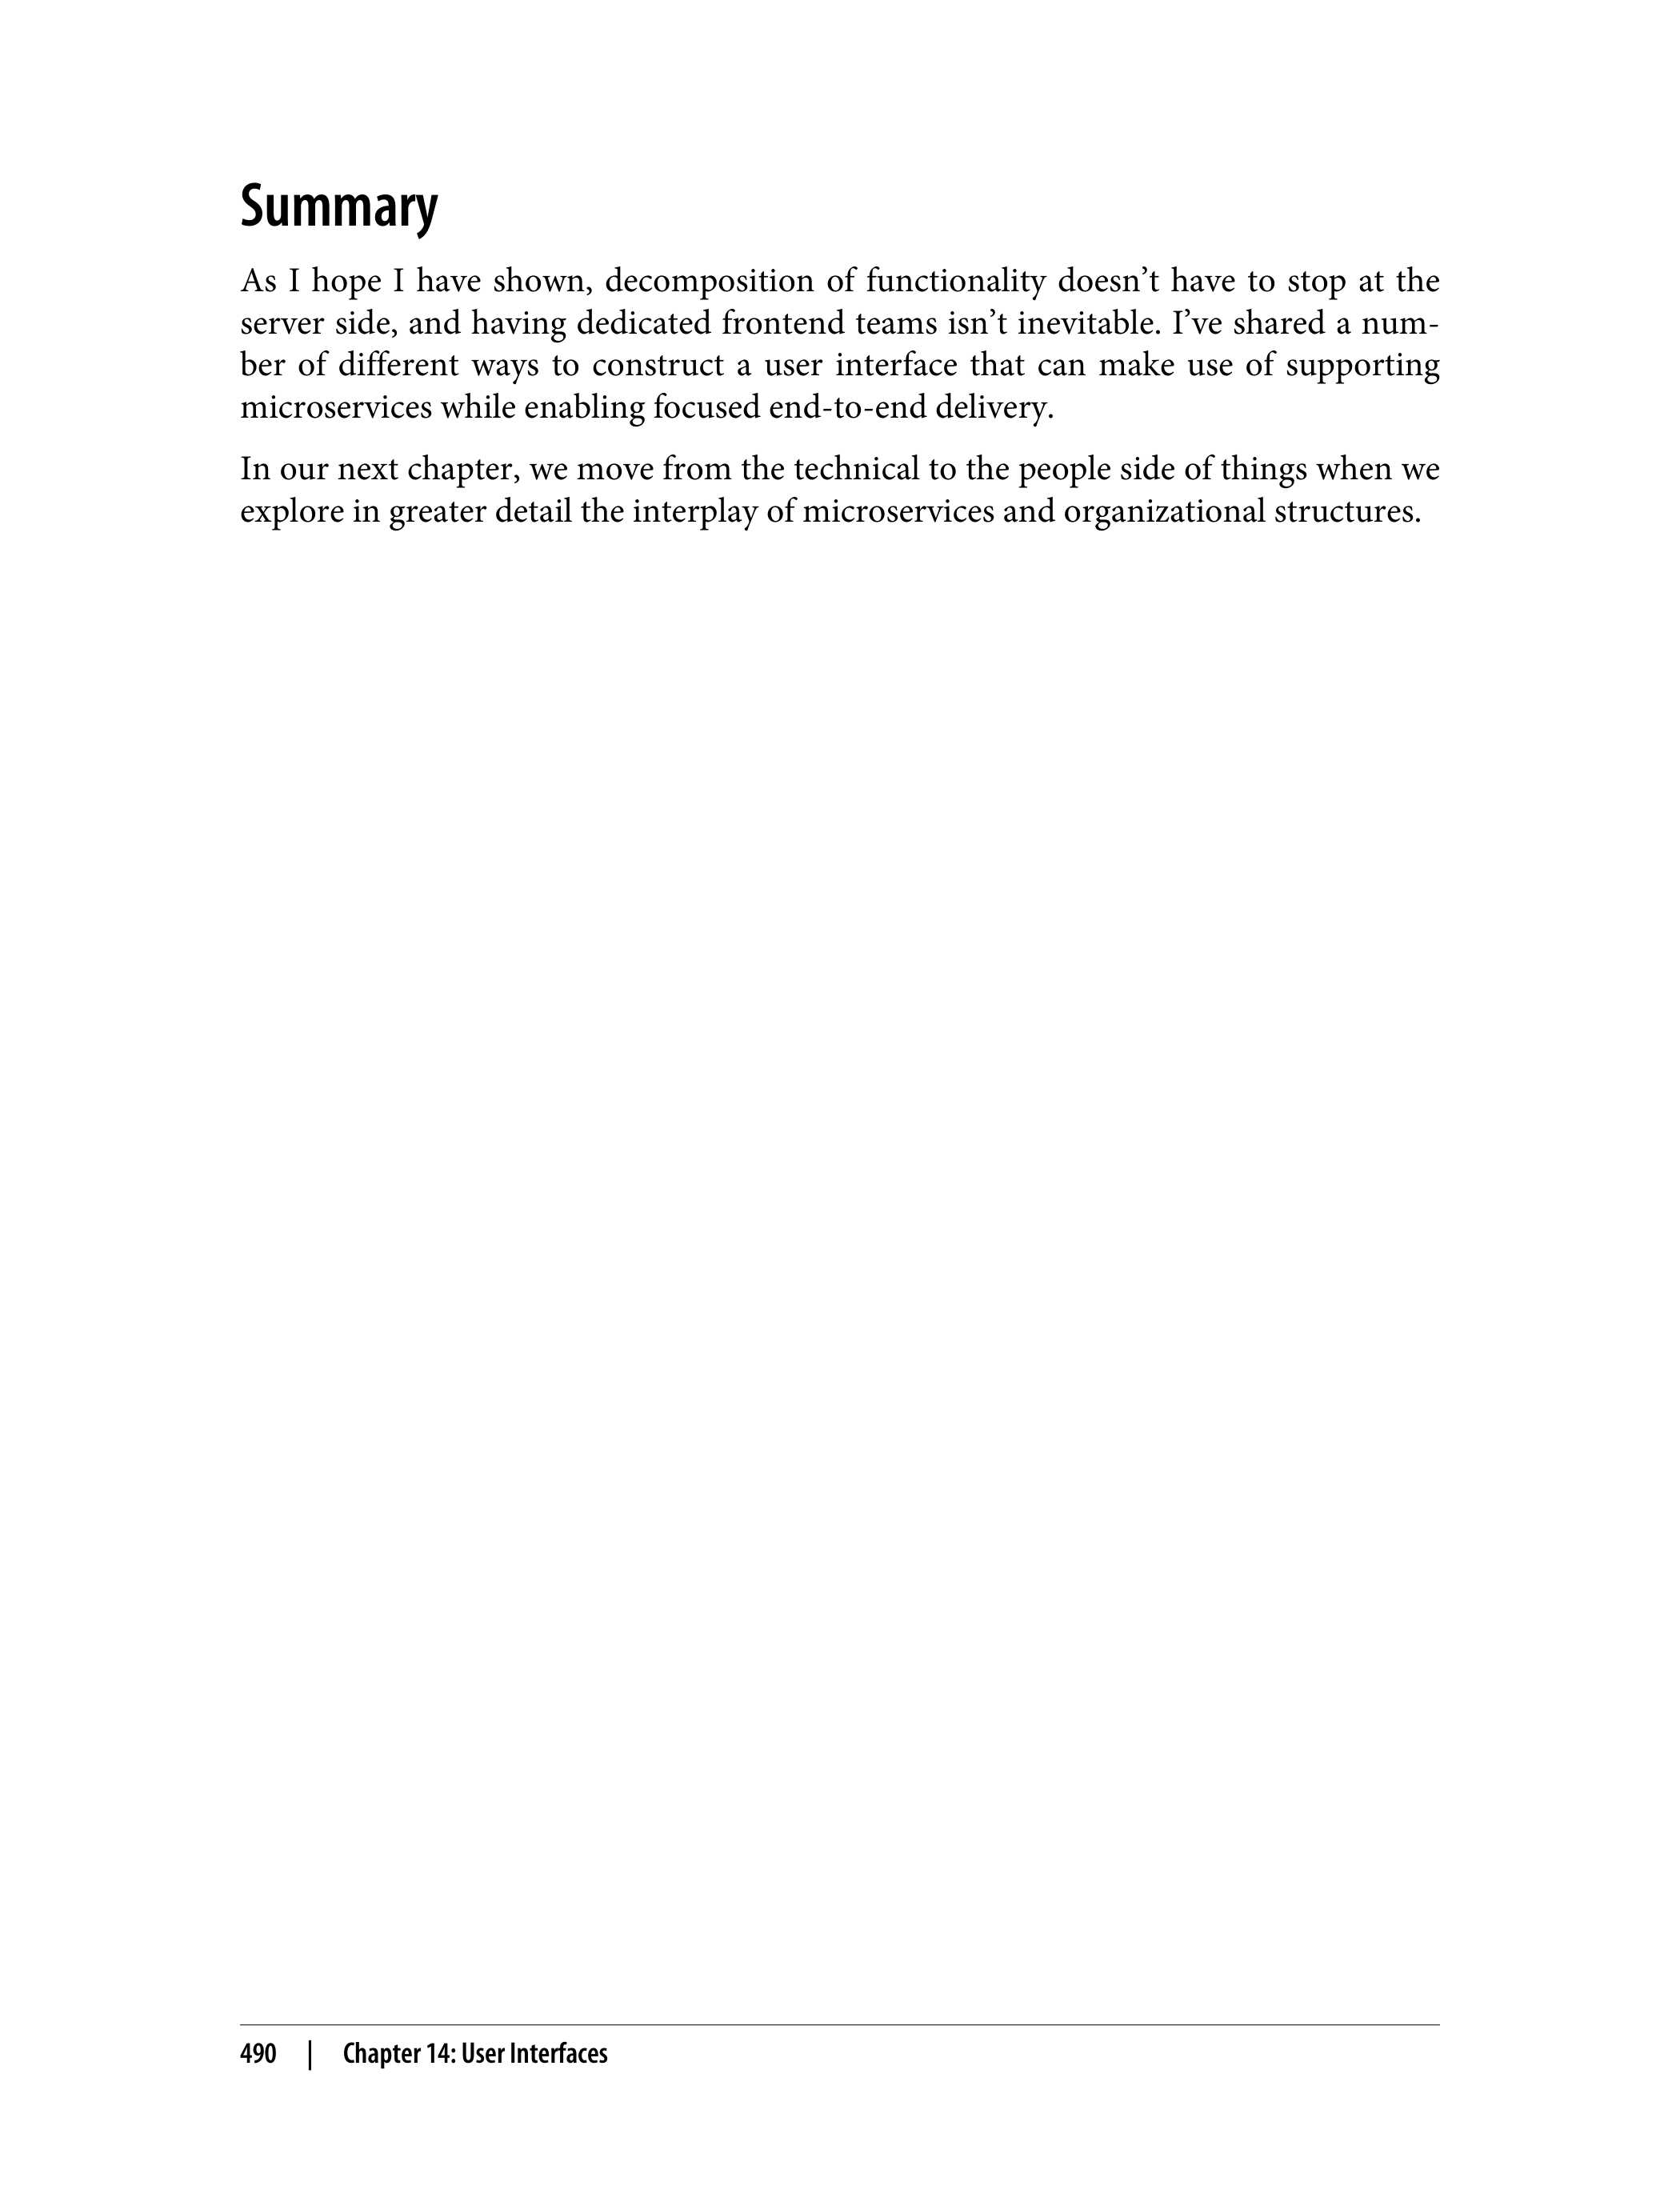 Summary
As I hope I have shown, decomposition of functionality doesn’t have to stop at the
server side, and having dedicated frontend teams isn’t inevitable. I’ve shared a num-
ber of different ways to construct a user interface that can make use of supporting
microservices while enabling focused end-to-end delivery.
In our next chapter, we move from the technical to the people side of things when we
explore in greater detail the interplay of microservices and organizational structures.
490 | Chapter 14: User Interfaces